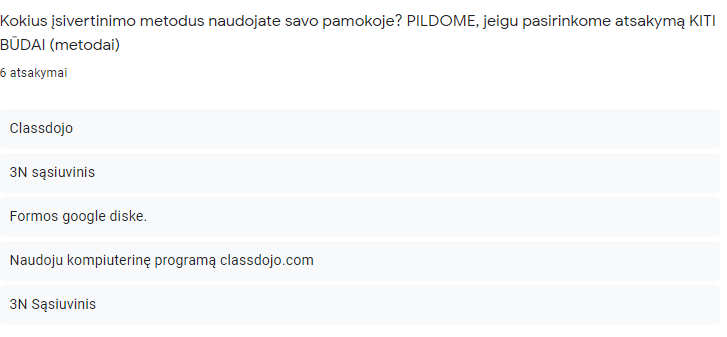 Kokius įsivertinimo metodus naudojate savo pamokoje? PILDOME, jeigu pasirinkome atsakymą KITI
BŪDAI (metodai)
6 atsakymai
Classdojo
3N sąsiuvinis
Formos google diske.
Naudoju kompiuterinę programą classdojo.com
3N Sąsiuvinis